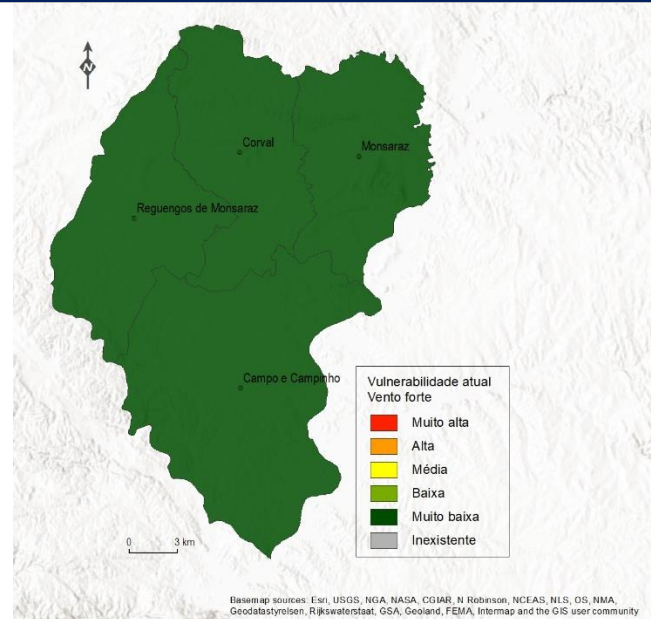 N
Corval
Monsaraz
Reguengos de Monsaraz
Campo e Campinho
Vulnerabilidade atual
Vento forte
Muito alta
Alta
Média
Baixa
Muito baixa
Inexistente
0 3 km
Basemap sources: Esri, USGS, NGA, NASA, CGIAR, N Robinson, NCEAS, NLS, OS, NMA,
Geodatastyrelsen, Rijkswaterstaat, GSA, Geoland, FEMA, Intermap and the GIS user community